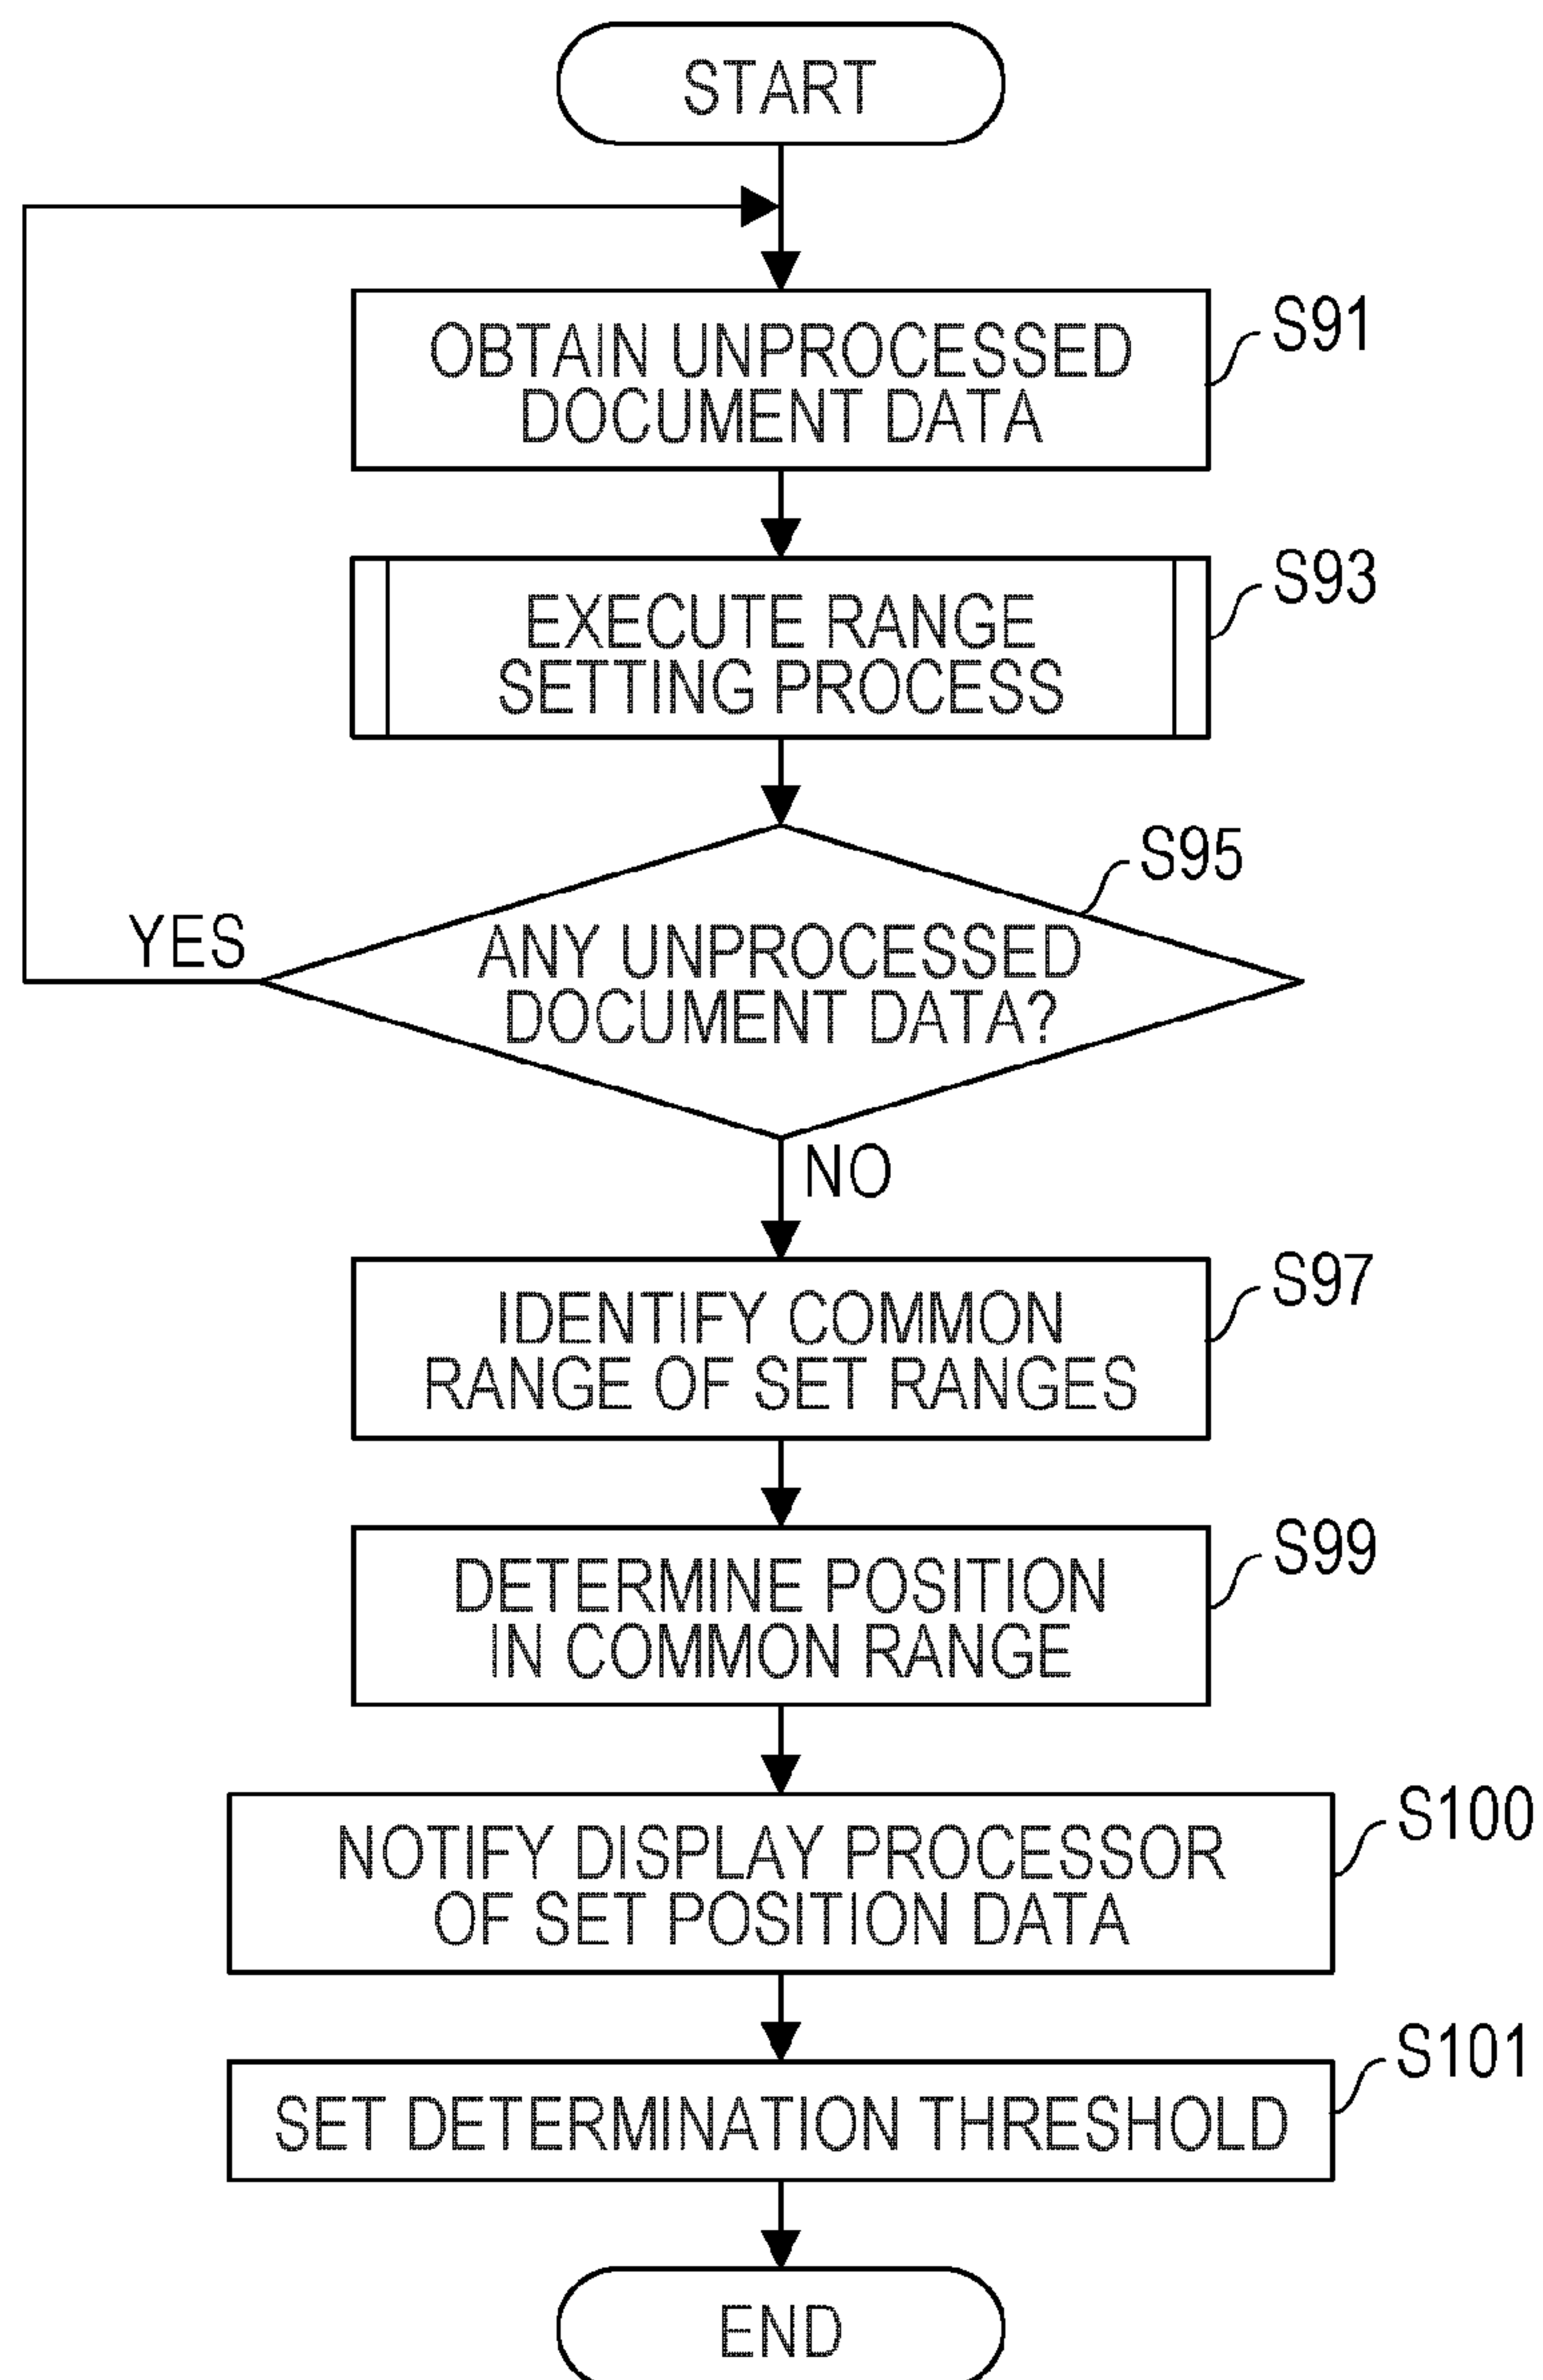 START
OBTAIN UNPROCESSED
DOCUMENT DATA
S91
EXECUTE RANGE
SETTING PROCESS
S93
ANY UNPROCESSED
DOCUMENT DATA?
S95
YES
NO
IDENTIFY COMMON
RANGE OF SET RANGES
S97
DETERMINE POSITION
IN COMMON RANGE
S99
NOTIFY DISPLAY PROCESSOR
OF SET POSITION DATA
S100
SET DETERMINATION THRESHOLD
S101
END